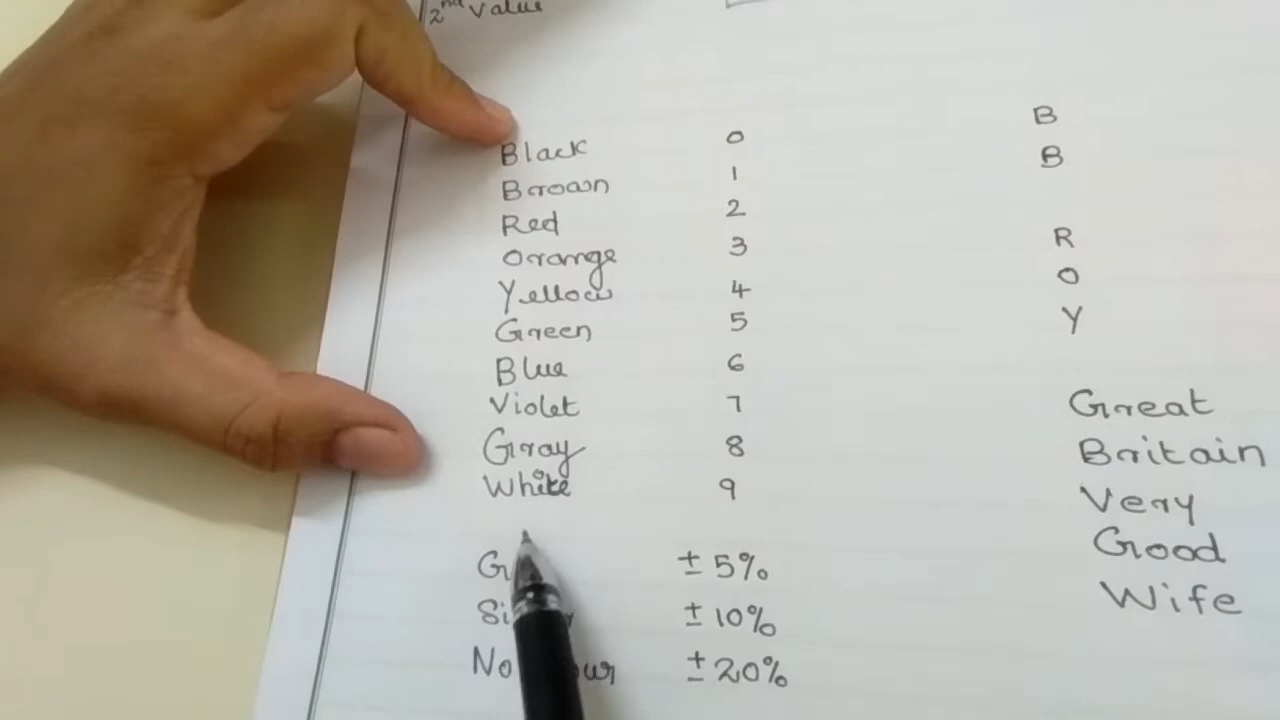 2nd Value
Black 0
Brown 1
Red 2
Orange 3
Yellow 4
Green 5
Blue 6
Violet 7
Gray 8
White 9
±5%
±10%
No ±20%
B
B
R
O
Y
Great
Britain
Very
Good
Wife